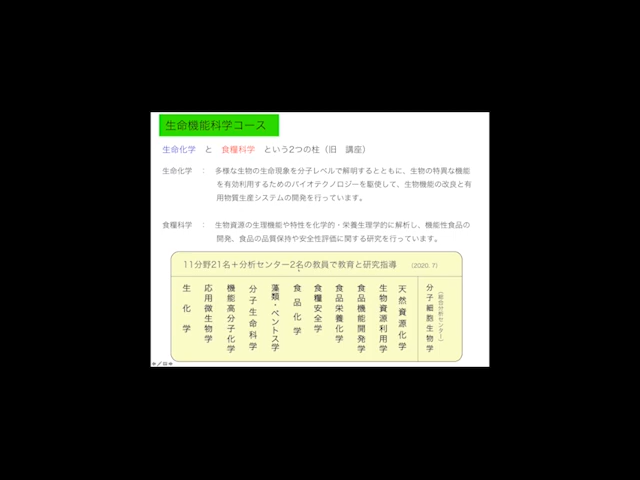 生命機能科学コース
生命化学 と 食糧科学 という2つの柱（旧 講座）
生命化学 ： 多様な生物の生命現象を分子レベルで解明するとともに、生物の特異な機能
を有効利用するためのバイオテクノロジーを駆使して、生物機能の改良と有
用物質生産システムの開発を行っています。
食糧科学 ： 生物資源の生理機能や特性を化学的・栄養生理学的に解析し、機能性食品の
開発、食品の品質保持や安全性評価に関する研究を行っています。
11分野21名＋分析センター2名の教員で教育と研究指導 （2020. 7）
生化学
応用微生物学
機能高分子化学
分子生命科学
藻類・ベントス学
食品化学
食糧安全学
食品栄養化学
食品機能開発学
生物資源利用学
天然資源化学
分子細胞生物学
（総合分析センター）